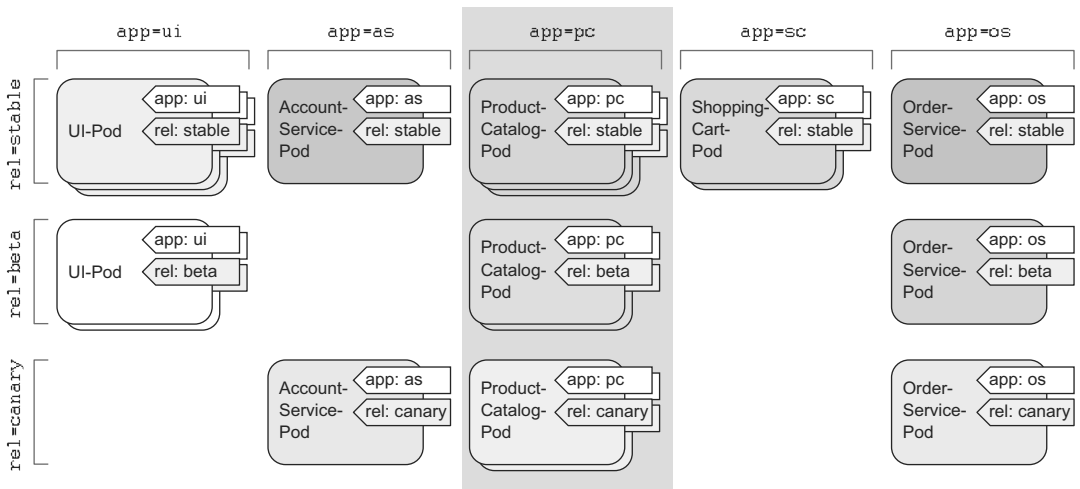 app=ui
app=as
app=pc
app=sc
app=os
rel=stable
UI-Pod
app: ui
rel: stable
Account-
Service-
Pod
app: as
rel: stable
Product-
Catalog-
Pod
app: pc
rel: stable
Shopping-
Cart-
Pod
app: sc
rel: stable
Order-
Service-
Pod
app: os
rel: stable
rel=beta
UI-Pod
app: ui
rel: beta
Product-
Catalog-
Pod
app: pc
rel: beta
Order-
Service-
Pod
app: os
rel: beta
rel=canary
Account-
Service-
Pod
app: as
rel: canary
Product-
Catalog-
Pod
app: pc
rel: canary
Order-
Service-
Pod
app: os
rel: canary